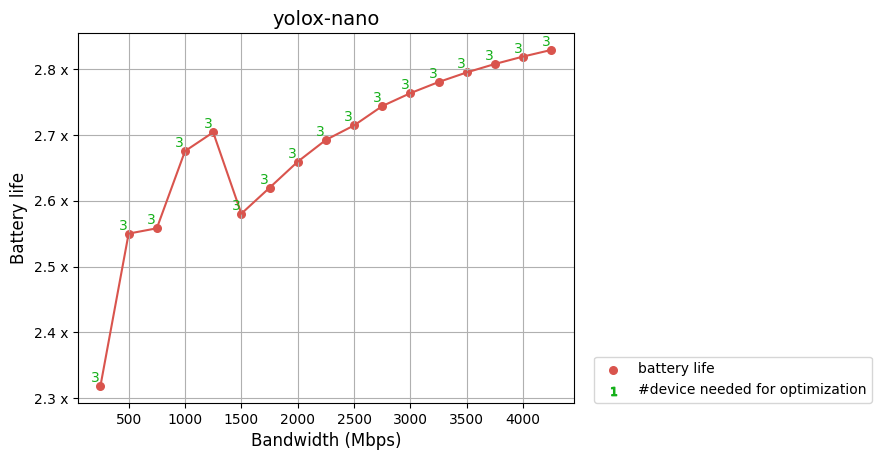 yolox-nano
Battery life
2.8 x
2.7 x
2.6 x
2.5 x
2.4 x
2.3 x
3 3 3 3 3 3 3 3 3 3 3 3 3 3 3 3 3
500 1000 1500 2000 2500 3000 3500 4000
Bandwidth (Mbps)
battery life
1 #device needed for optimization